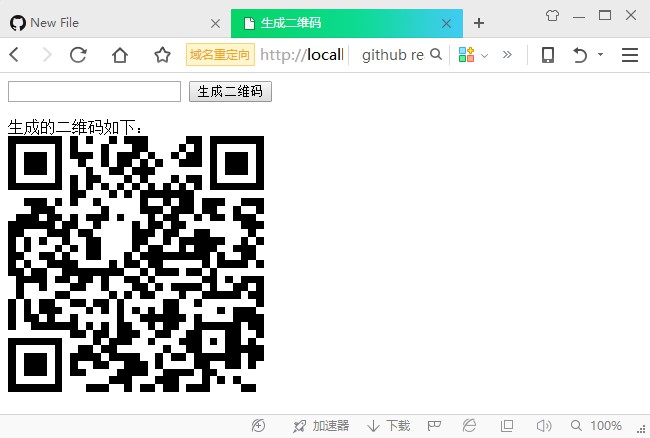 New File
生成二维码
域名重定向 http://locall
github re
生成二维码
生成的二维码如下:
加速器
下载
100%